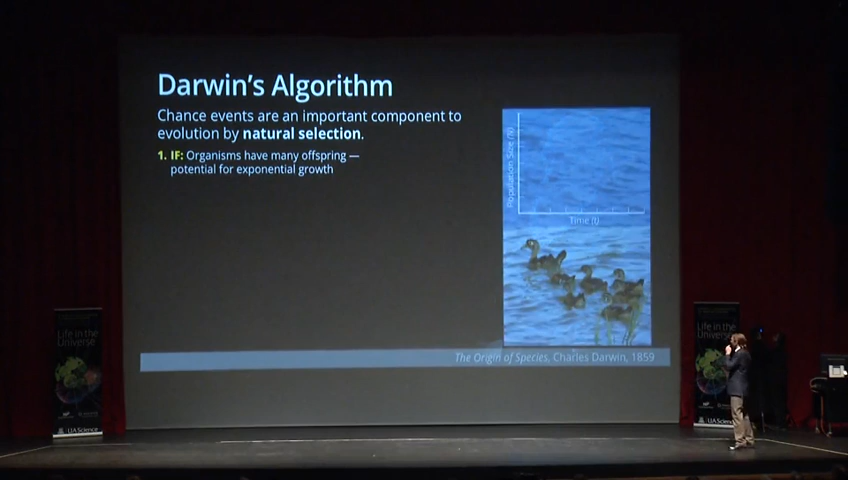 Darwin's Algorithm
Chance events are an important component to
evolution by natural selection.
1. IF: Organisms have many offspring —
potential for exponential growth
Population Size (N)
Time (t)
The Origin of Species, Charles Darwin, 1859
Life in the
Universe
UA Science
Life in the
Universe